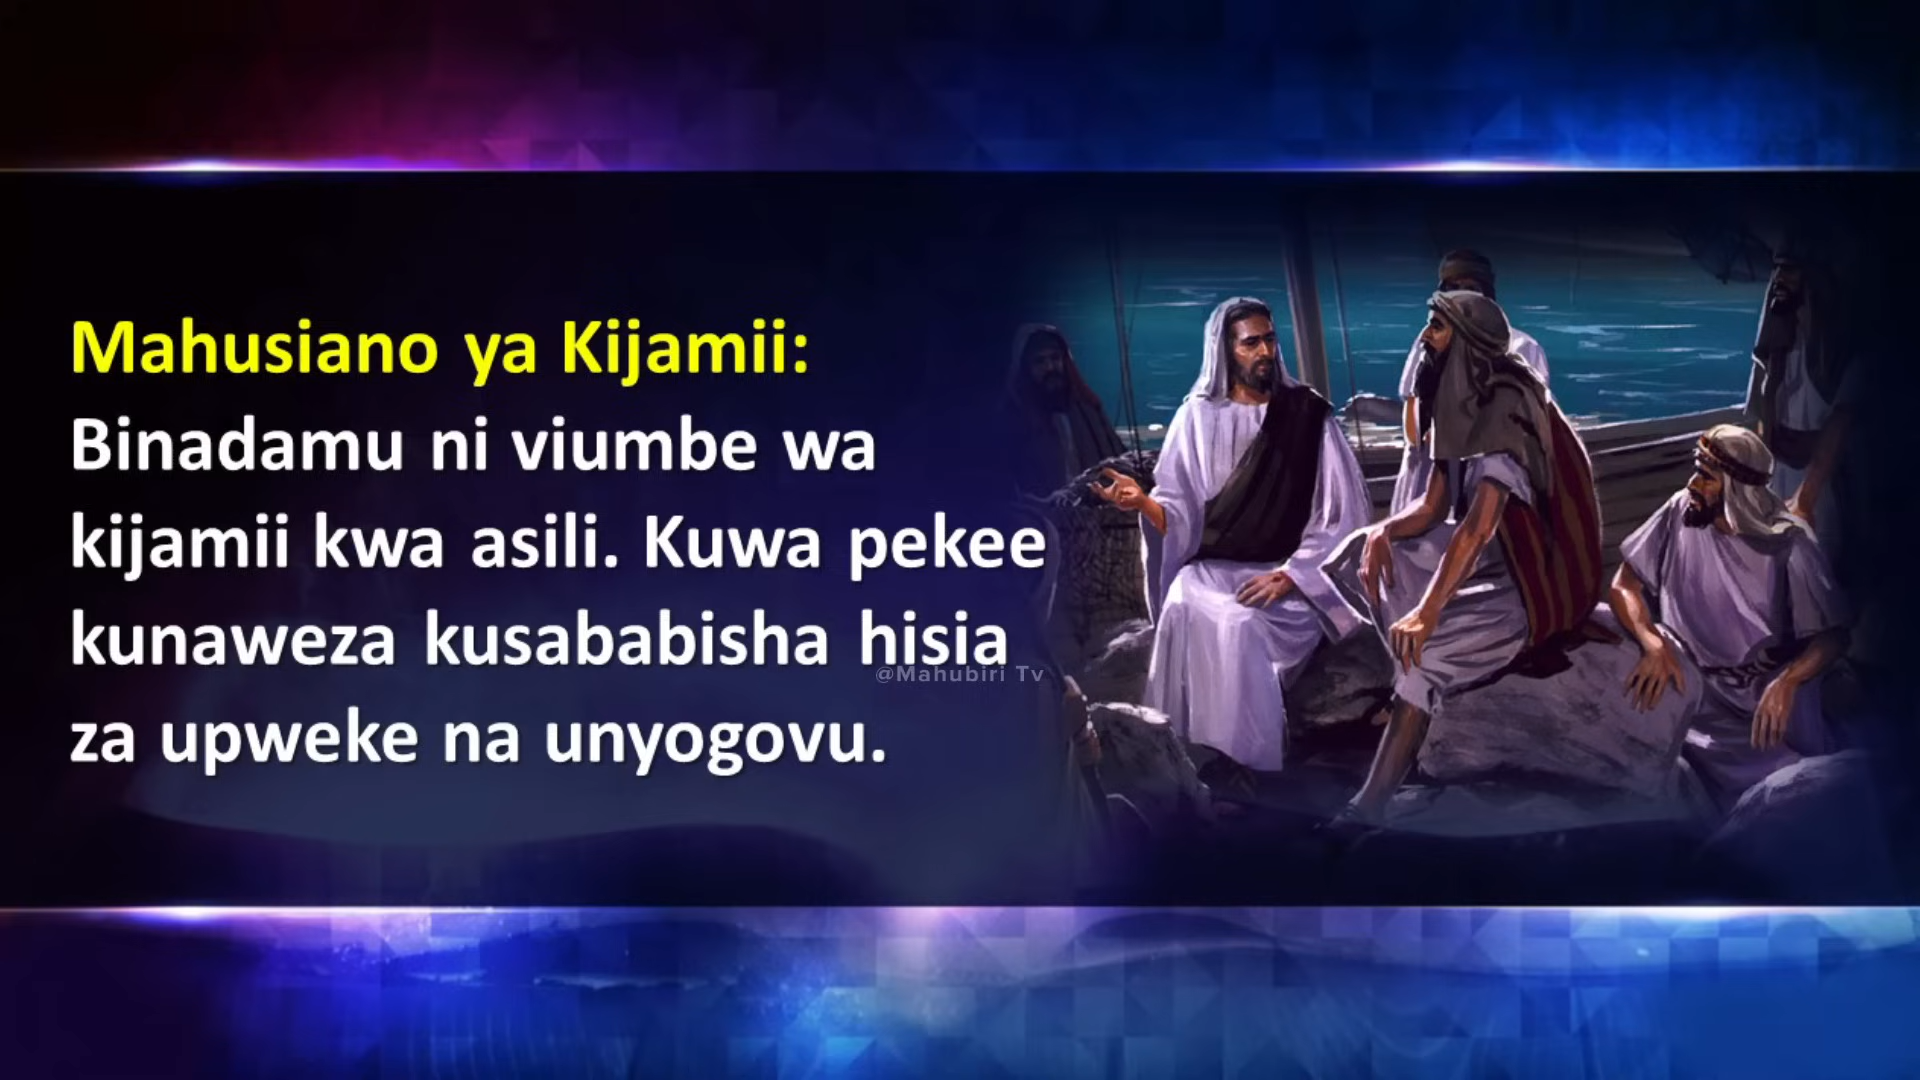 Mahusiano ya Kijamii:
Binadamu ni viumbe wa
kijamii kwa asili. Kuwa pekee
kunaweza kusababisha hisia
@Mahubiri Tv
za upweke na unyogovu.